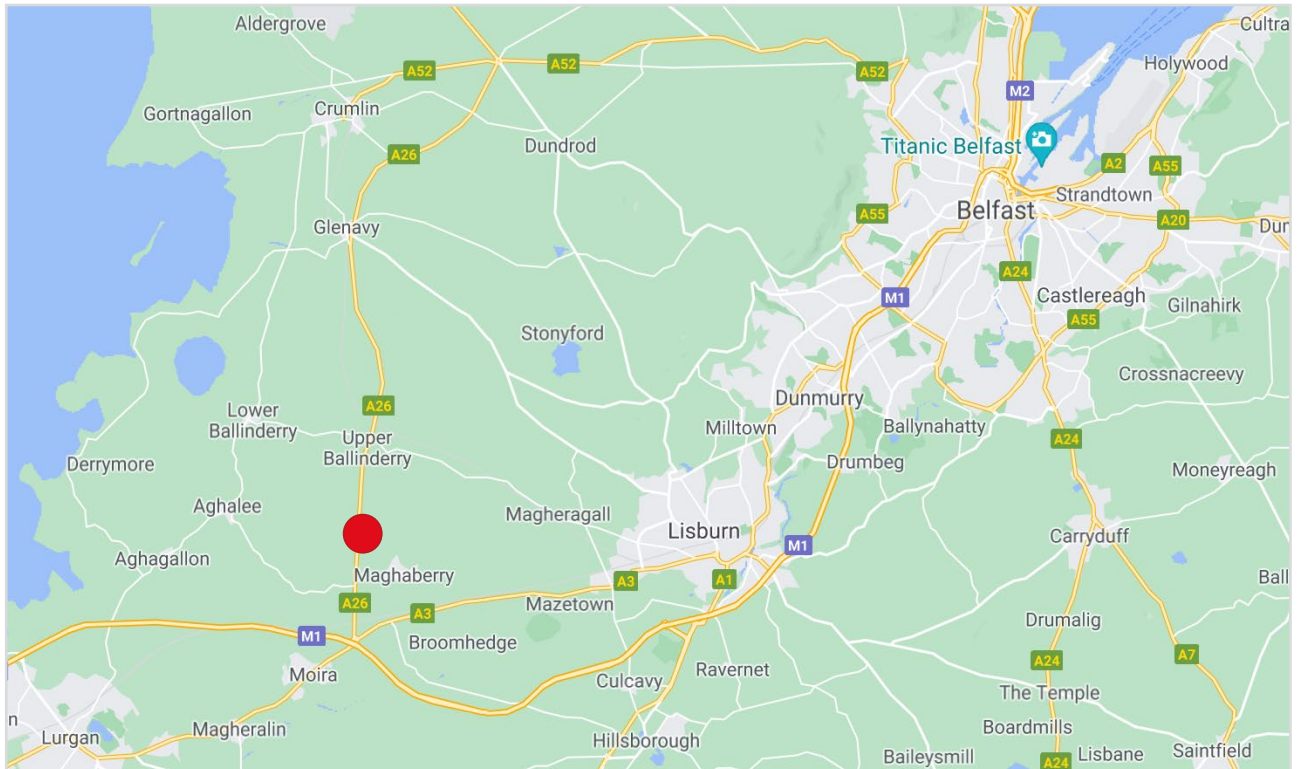 Aldergrove
Cultra
A52
A52
A52
Holywood
M2
Gortnagallon
Crumlin
Titanic Belfast
Dundrod
A26
A2
A55
Strandtown
Belfast
A55
A20
Glenavy
Dun
A24
M1
Castlereagh
Gilnahirk
A55
Stonyford
Crossnacreevy
A26
Dunmurry
Lower
Ballinderry
Milltown
Ballynahatty
Upper
Ballinderry
A24
Derrymore
Drumbeg
Moneyreagh
Aghalee
Magheragall
Lisburn
Carryduff
M1
Aghagallon
Maghaberry
A3
A1
Ball
A26
A3
Mazetown
Drumalig
M1
Broomhedge
A24
A7
Moira
Culcavy
Ravernet
The Temple
n
Magheralin
Boardmills
Lurgan
Hillsborough
Baileysmill
Lisbane
Saintfield
A24